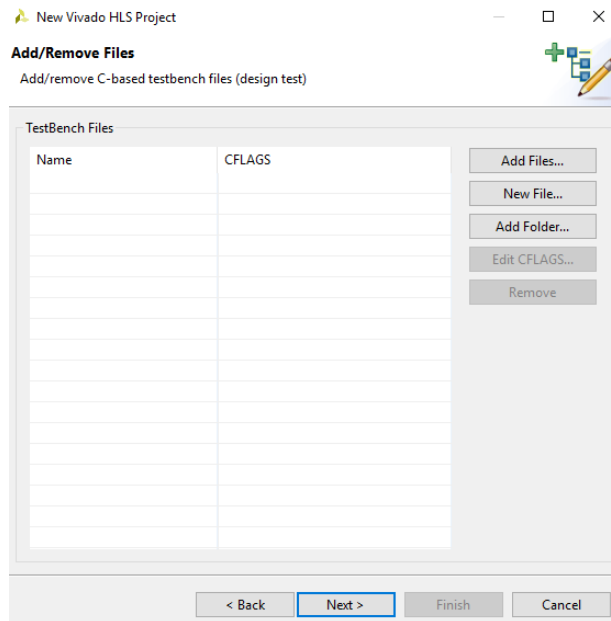 New Vivado HLS Project
Add/Remove Files
Add/remove C-based testbench files (design test)
TestBench Files
Name CFLAGS
Add Files...
New File...
Add Folder...
Edit CFLAGS...
Remove
< Back Next > Finish Cancel